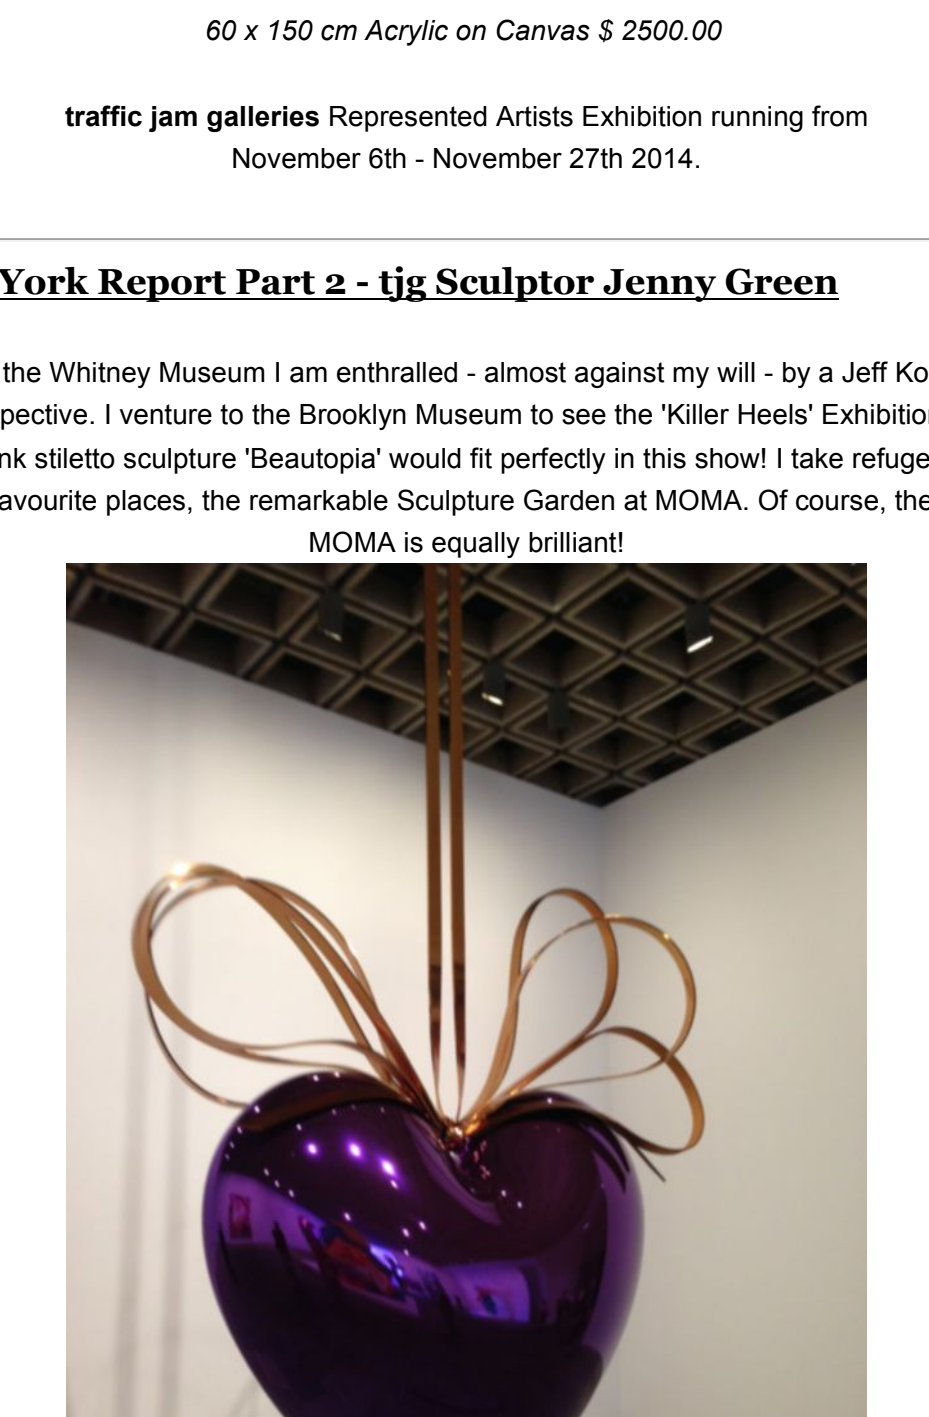 60 x 150 cm Acrylic on Canvas $ 2500.00
traffic jam galleries Represented Artists Exhibition running from
November 6th - November 27th 2014.
York Report Part 2 - tjg Sculptor Jenny Green
the Whitney Museum I am enthralled - almost against my will - by a Jeff Ko
pective. I venture to the Brooklyn Museum to see the 'Killer Heels' Exhibition
nk stiletto sculpture 'Beautopia' would fit perfectly in this show! I take refuge
avourite places, the remarkable Sculpture Garden at MOMA. Of course, the
MOMA is equally brilliant!